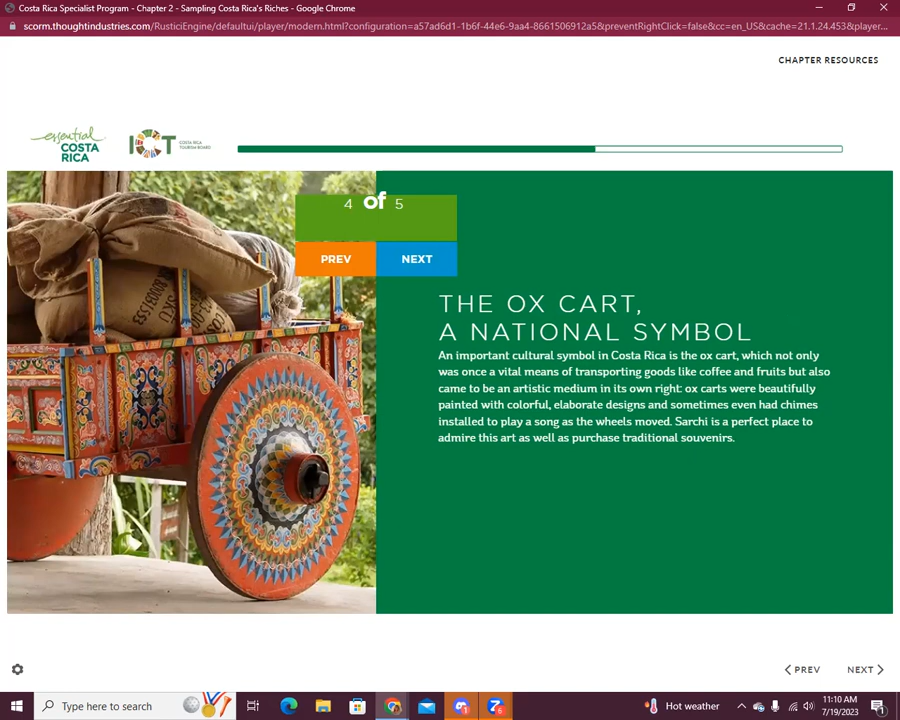 Costa Rica Specialist Program - Chapter 2 - Sampling Costa Rica's Riches - Google Chrome
scorm.thoughtindustries.com/RusticiEngine/defaultui/player/modern.html?configuration=a57ad6d1-1b6f-44e6-9aa4-8661506912a5&preventRightClick=false&cc=en_US&cache=21.1.24.453&player...
CHAPTER RESOURCES
essential
COSTA
RICA
ICT
COSTA RICA
TOURISM BOARD
4 of 5
PREV NEXT
THE OX CART,
A NATIONAL SYMBOL
An important cultural symbol in Costa Rica is the ox cart, which not only
was once a vital means of transporting goods like coffee and fruits but also
came to be an artistic medium in its own right: ox carts were beautifully
painted with colorful, elaborate designs and sometimes even had chimes
installed to play a song as the wheels moved. Sarchi is a perfect place to
admire this art as well as purchase traditional souvenirs.
PREV NEXT
Type here to search
Hot weather
11:10 AM
7/19/2023